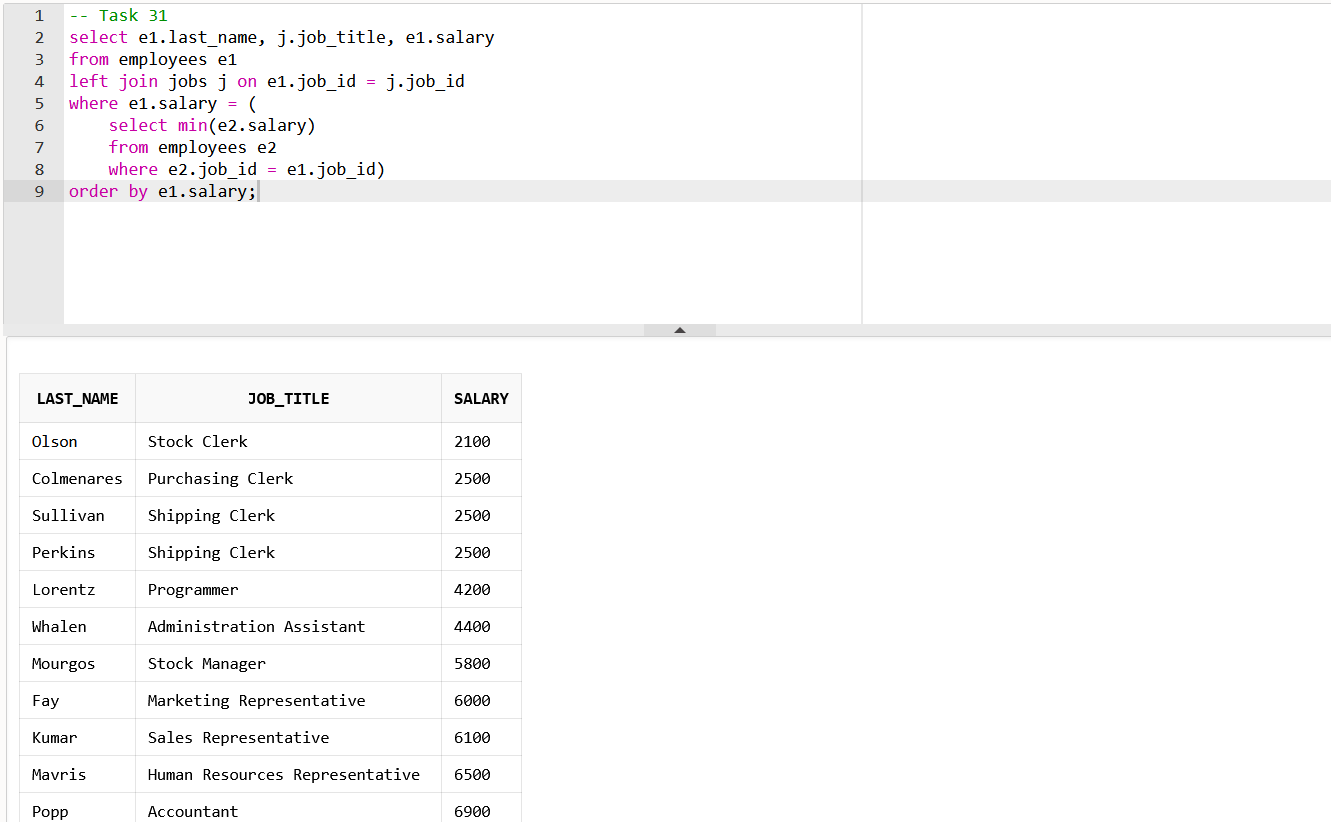 1 -- Task 31
2 select e1.last_name, j.job_title, e1.salary
3 from employees e1
4 left join jobs j on e1.job_id = j.job_id
5 where e1.salary = (
6 select min(e2.salary)
7 from employees e2
8 where e2.job_id = e1.job_id)
9 order by e1.salary;
LAST_NAME JOB_TITLE SALARY
Olson Stock Clerk 2100
Colmenares Purchasing Clerk 2500
Sullivan Shipping Clerk 2500
Perkins Shipping Clerk 2500
Lorentz Programmer 4200
Whalen Administration Assistant 4400
Mourgos Stock Manager 5800
Fay Marketing Representative 6000
Kumar Sales Representative 6100
Mavris Human Resources Representative 6500
Popp Accountant 6900